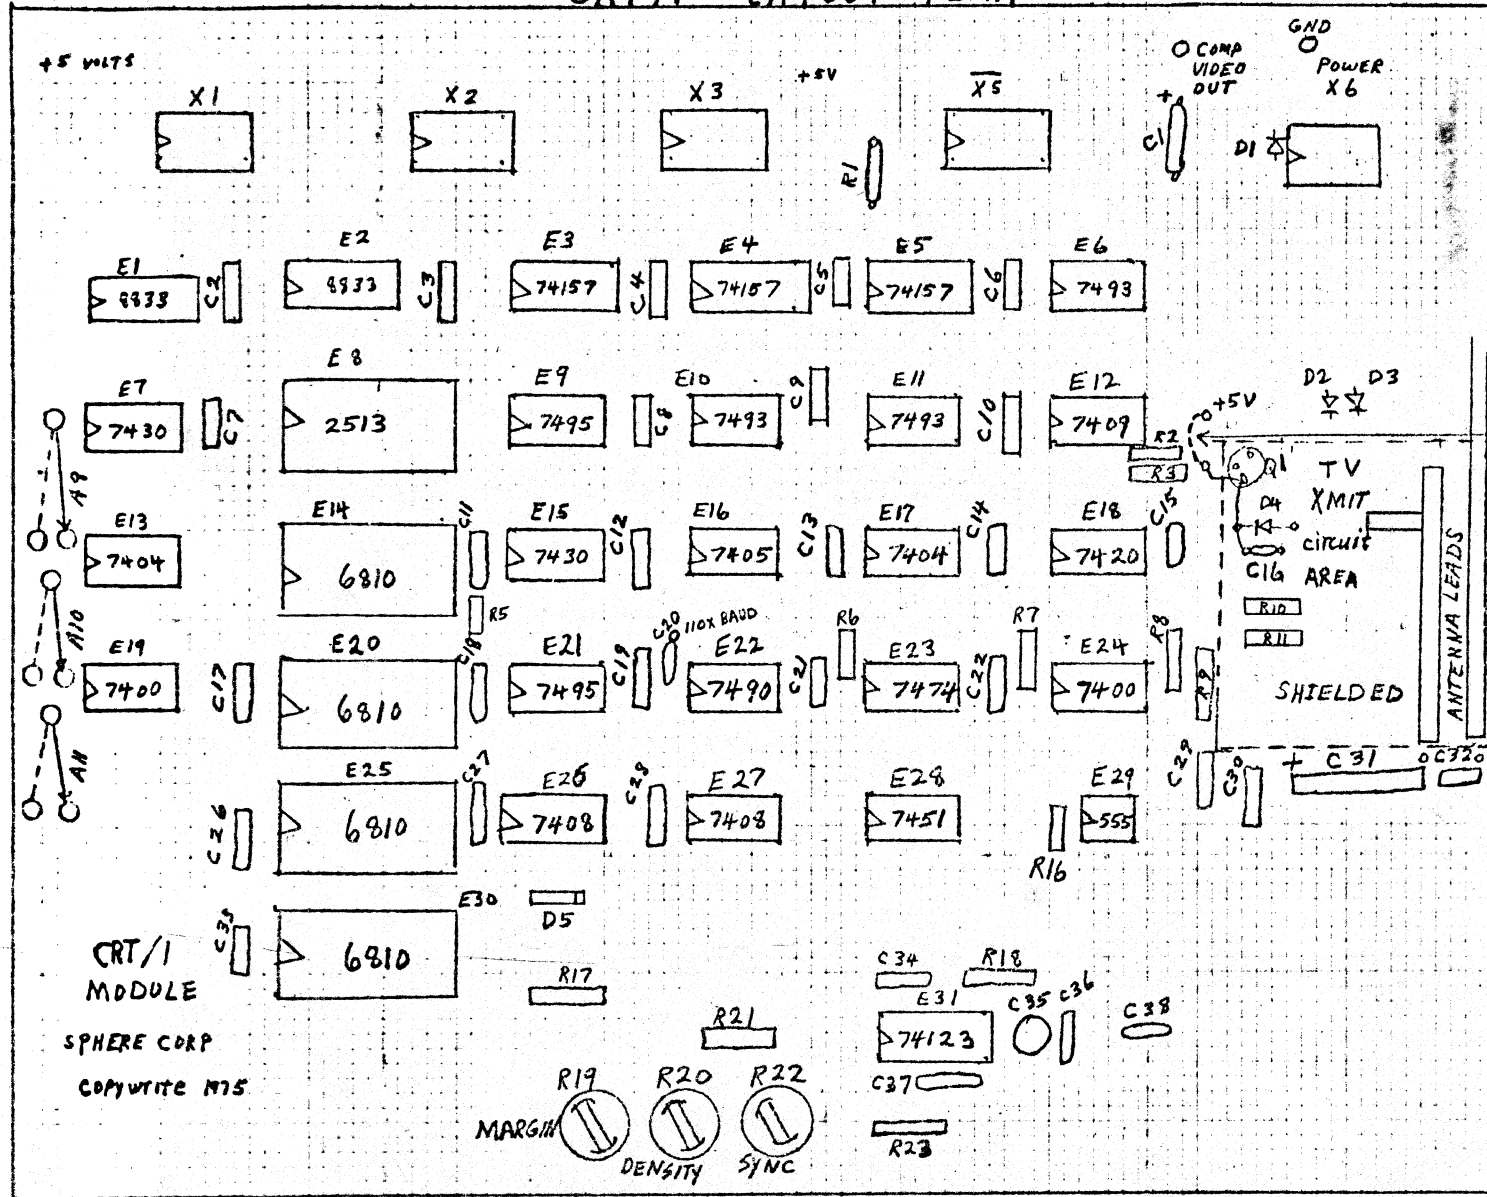 +5 VOLTS
X1
X2
X3
+5V
X5
COMP
VIDEO
OUT
GND
POWER
X6
+
C1
D1
R1
E1
8833
C2
E2
8833
C3
E3
74157
C4
E4
74157
C5
E5
74157
C6
E6
7493
E7
7430
C7
E8
2513
E9
7495
C8
E10
7493
C9
E11
7493
C10
E12
7409
R2
R3
+5V
D2
D3
Q1
TV
XMIT
CIRCUIT
AREA
D4
C16
R10
R11
SHIELDED
ANTENNA LEADS
A9
E13
7404
E14
6810
C11
R5
E15
7430
C12
E16
7405
C13
E17
7404
C14
E18
7420
C15
A10
E19
7400
C17
E20
6810
C18
E21
7495
C19
C20
110X BAUD
E22
7490
C21
R6
E23
7474
C22
R7
E24
7400
R8
R9
A11
C26
E25
6810
C27
E26
7408
C28
E27
7408
E28
7451
R16
E29
555
C29
C30
+
C31
C32
CRT/1
MODULE
SPHERE CORP
COPYWRITE 1975
C33
E30
6810
D5
R17
R21
R19
R20
R22
MARGIN
DENSITY
SYNC
C34
R18
E31
74123
C35
C36
C38
C37
R23